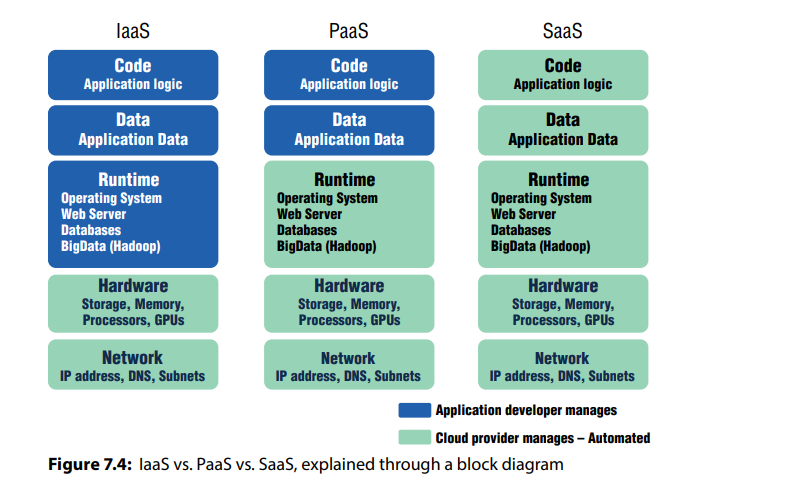 IaaS
Code
Application logic
Data
Application Data
Runtime
Operating System
Web Server
Databases
BigData (Hadoop)
Hardware
Storage, Memory,
Processors, GPUs
Network
IP address, DNS, Subnets
PaaS
Code
Application logic
Data
Application Data
Runtime
Operating System
Web Server
Databases
BigData (Hadoop)
Hardware
Storage, Memory,
Processors, GPUs
Network
IP address, DNS, Subnets
SaaS
Code
Application logic
Data
Application Data
Runtime
Operating System
Web Server
Databases
BigData (Hadoop)
Hardware
Storage, Memory,
Processors, GPUs
Network
IP address, DNS, Subnets
Application developer manages
Cloud provider manages – Automated
Figure 7.4: IaaS vs. PaaS vs. SaaS, explained through a block diagram